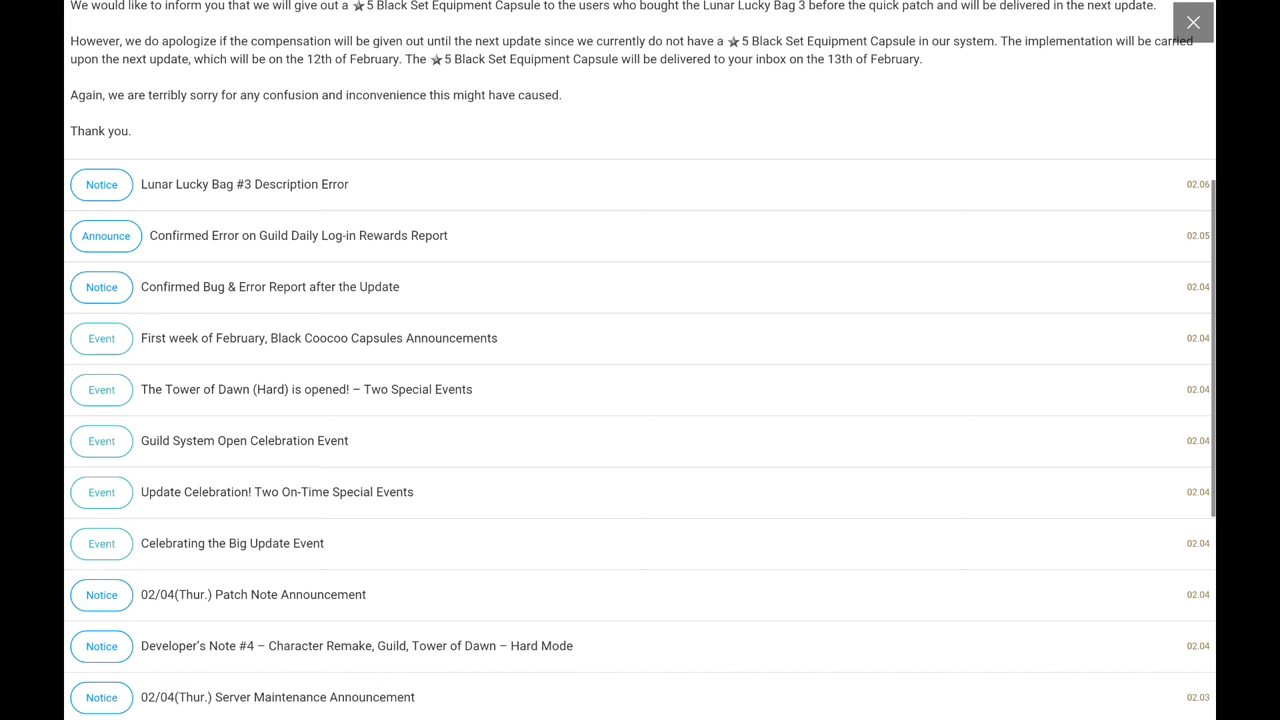 We would like to inform you that we will give out a ★5 Black Set Equipment Capsule to the users who bought the Lunar Lucky Bag 3 before the quick patch and will be delivered in the next update.
However, we do apologize if the compensation will be given out until the next update since we currently do not have a ★5 Black Set Equipment Capsule in our system. The implementation will be carried
upon the next update, which will be on the 12th of February. The ★5 Black Set Equipment Capsule will be delivered to your inbox on the 13th of February.
Again, we are terribly sorry for any confusion and inconvenience this might have caused.
Thank you.
Notice Lunar Lucky Bag #3 Description Error 02.06
Announce Confirmed Error on Guild Daily Log-in Rewards Report 02.05
Notice Confirmed Bug & Error Report after the Update 02.04
Event First week of February, Black Coocoo Capsules Announcements 02.04
Event The Tower of Dawn (Hard) is opened! – Two Special Events 02.04
Event Guild System Open Celebration Event 02.04
Event Update Celebration! Two On-Time Special Events 02.04
Event Celebrating the Big Update Event 02.04
Notice 02/04(Thur.) Patch Note Announcement 02.04
Notice Developer’s Note #4 – Character Remake, Guild, Tower of Dawn – Hard Mode 02.04
Notice 02/04(Thur.) Server Maintenance Announcement 02.03